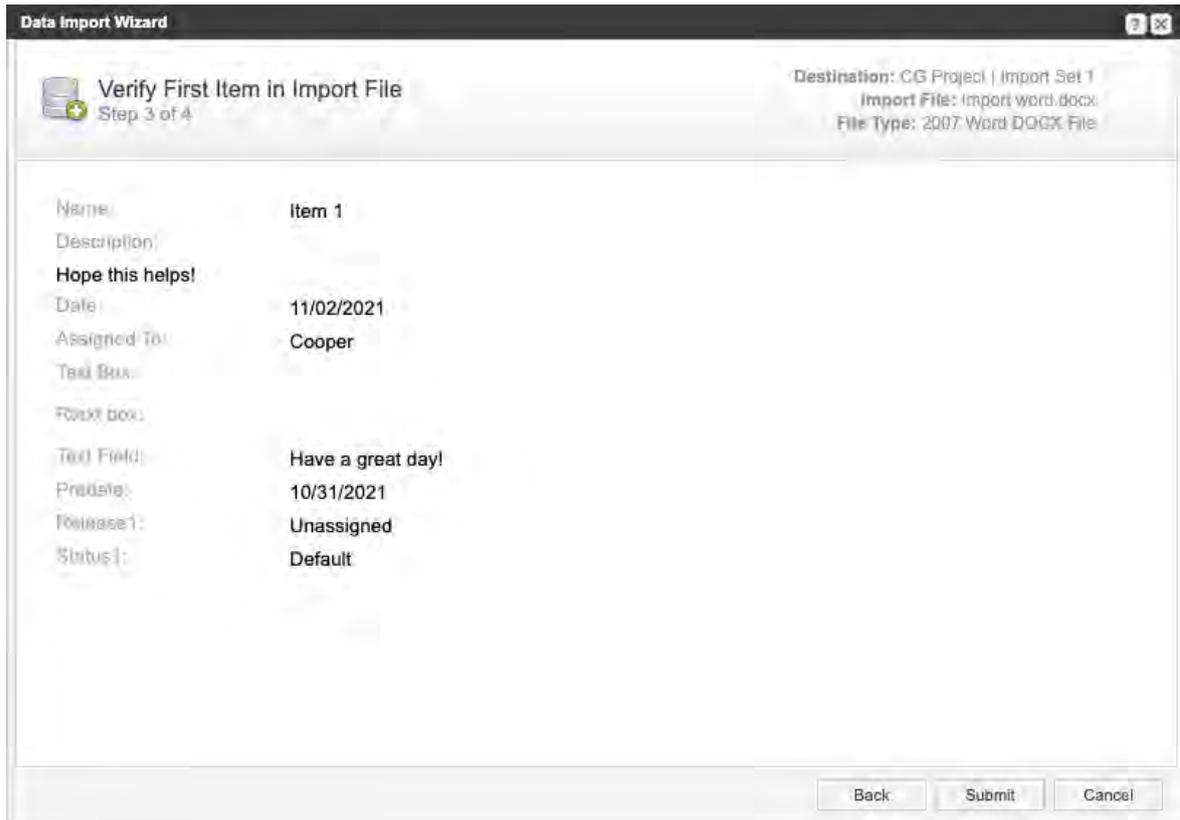 Data Import Wizard
Verify First Item in Import File
Step 3 of 4
Destination: CG Project | Import Set 1
Import File: Import word.docx
File Type: 2007 Word DOCX File
Name: Item 1
Description:
Hope this helps!
Date: 11/02/2021
Assigned To: Cooper
Text Box:
box:
Text Field: Have a great day!
Predate: 10/31/2021
Release1: Unassigned
Status1: Default
Back Submit Cancel